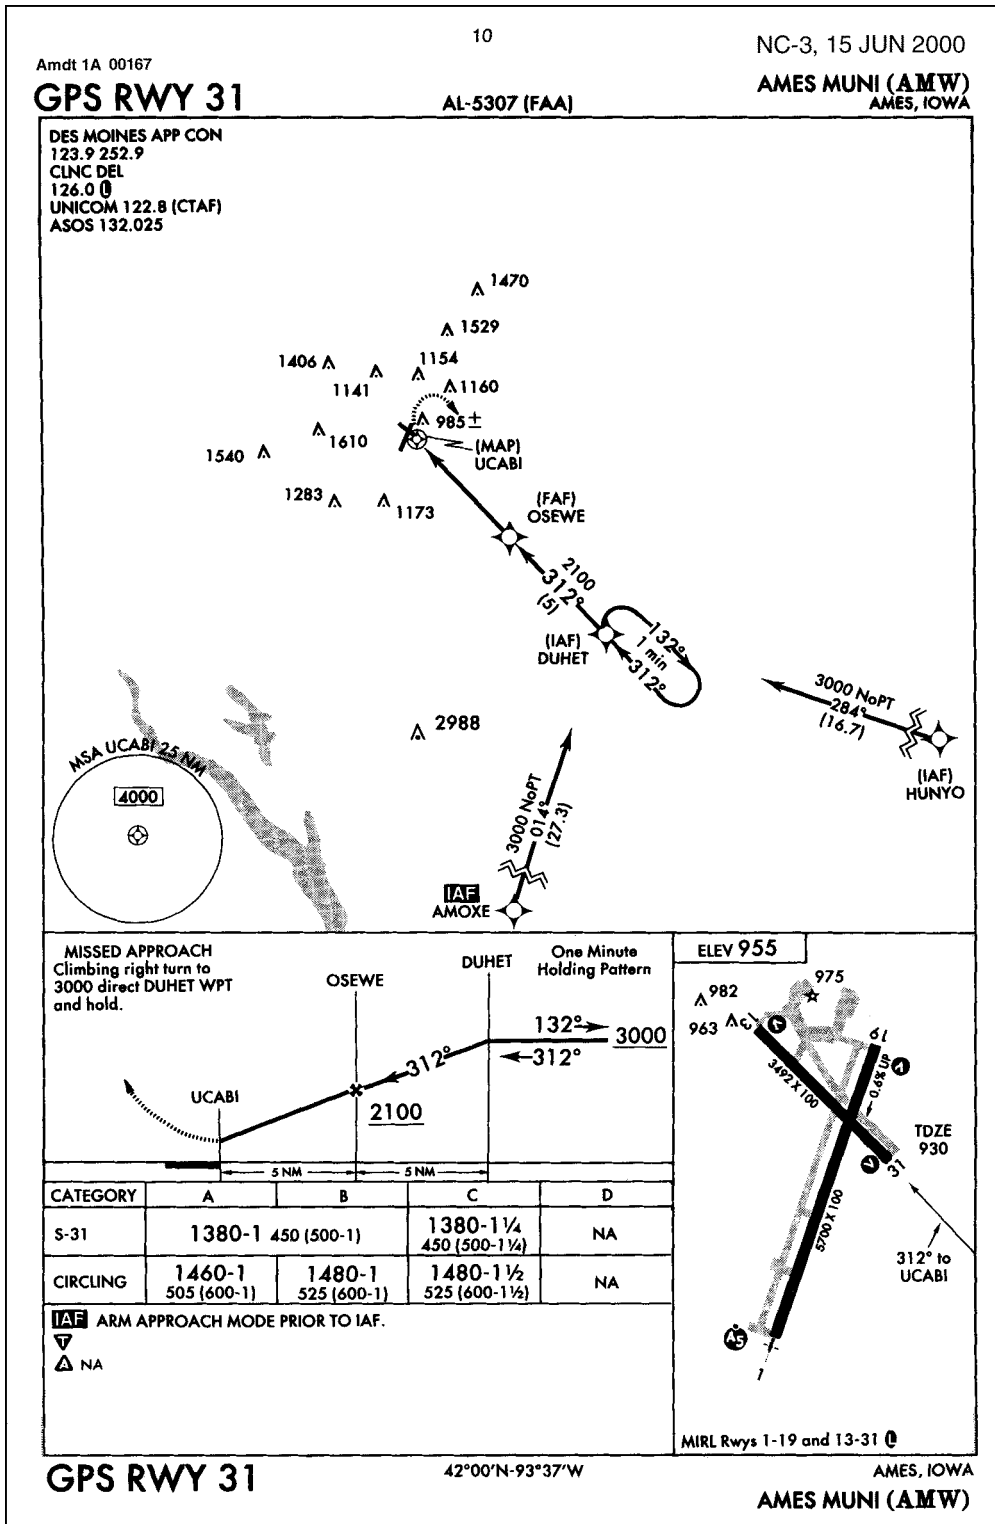 10
NC-3, 15 JUN 2000
Amdt 1A 00167
GPS RWY 31
AL-5307 (FAA)
AMES MUNI (AMW)
AMES, IOWA
DES MOINES APP CON
123.9 252.9
CLNC DEL
126.0 L
UNICOM 122.8 (CTAF)
ASOS 132.025
1470
1529
1406
1154
1141
1160
985±
1610
1540
(MAP)
UCABI
1283
1173
(FAF)
OSEWE
2100
312°
(5)
(IAF)
DUHET
132°
1 min
312°
3000 NoPT
284°
(16.7)
(IAF)
HUNYO
2988
MSA UCABI 25 NM
4000
3000 NoPT
014°
(27.3)
IAF
AMOXE
MISSED APPROACH
Climbing right turn to
3000 direct DUHET WPT
and hold.
OSEWE
DUHET
One Minute
Holding Pattern
132°
3000
312°
312°
UCABI
2100
5 NM
5 NM
ELEV 955
982
975
963
13
19
V
V
3492 X 100
0.6% UP
TDZE
930
V
31
5700 X 100
312° to
UCABI
A5
1
MIRL Rwys 1-19 and 13-31 L
CATEGORY A B C D
S-31 1380-1 450 (500-1) 1380-1¼ NA
450 (500-1¼)
CIRCLING 1460-1 1480-1 1480-1½ NA
505 (600-1) 525 (600-1) 525 (600-1½)
IAF ARM APPROACH MODE PRIOR TO IAF.
T
A NA
GPS RWY 31
42°00'N-93°37'W
AMES, IOWA
AMES MUNI (AMW)